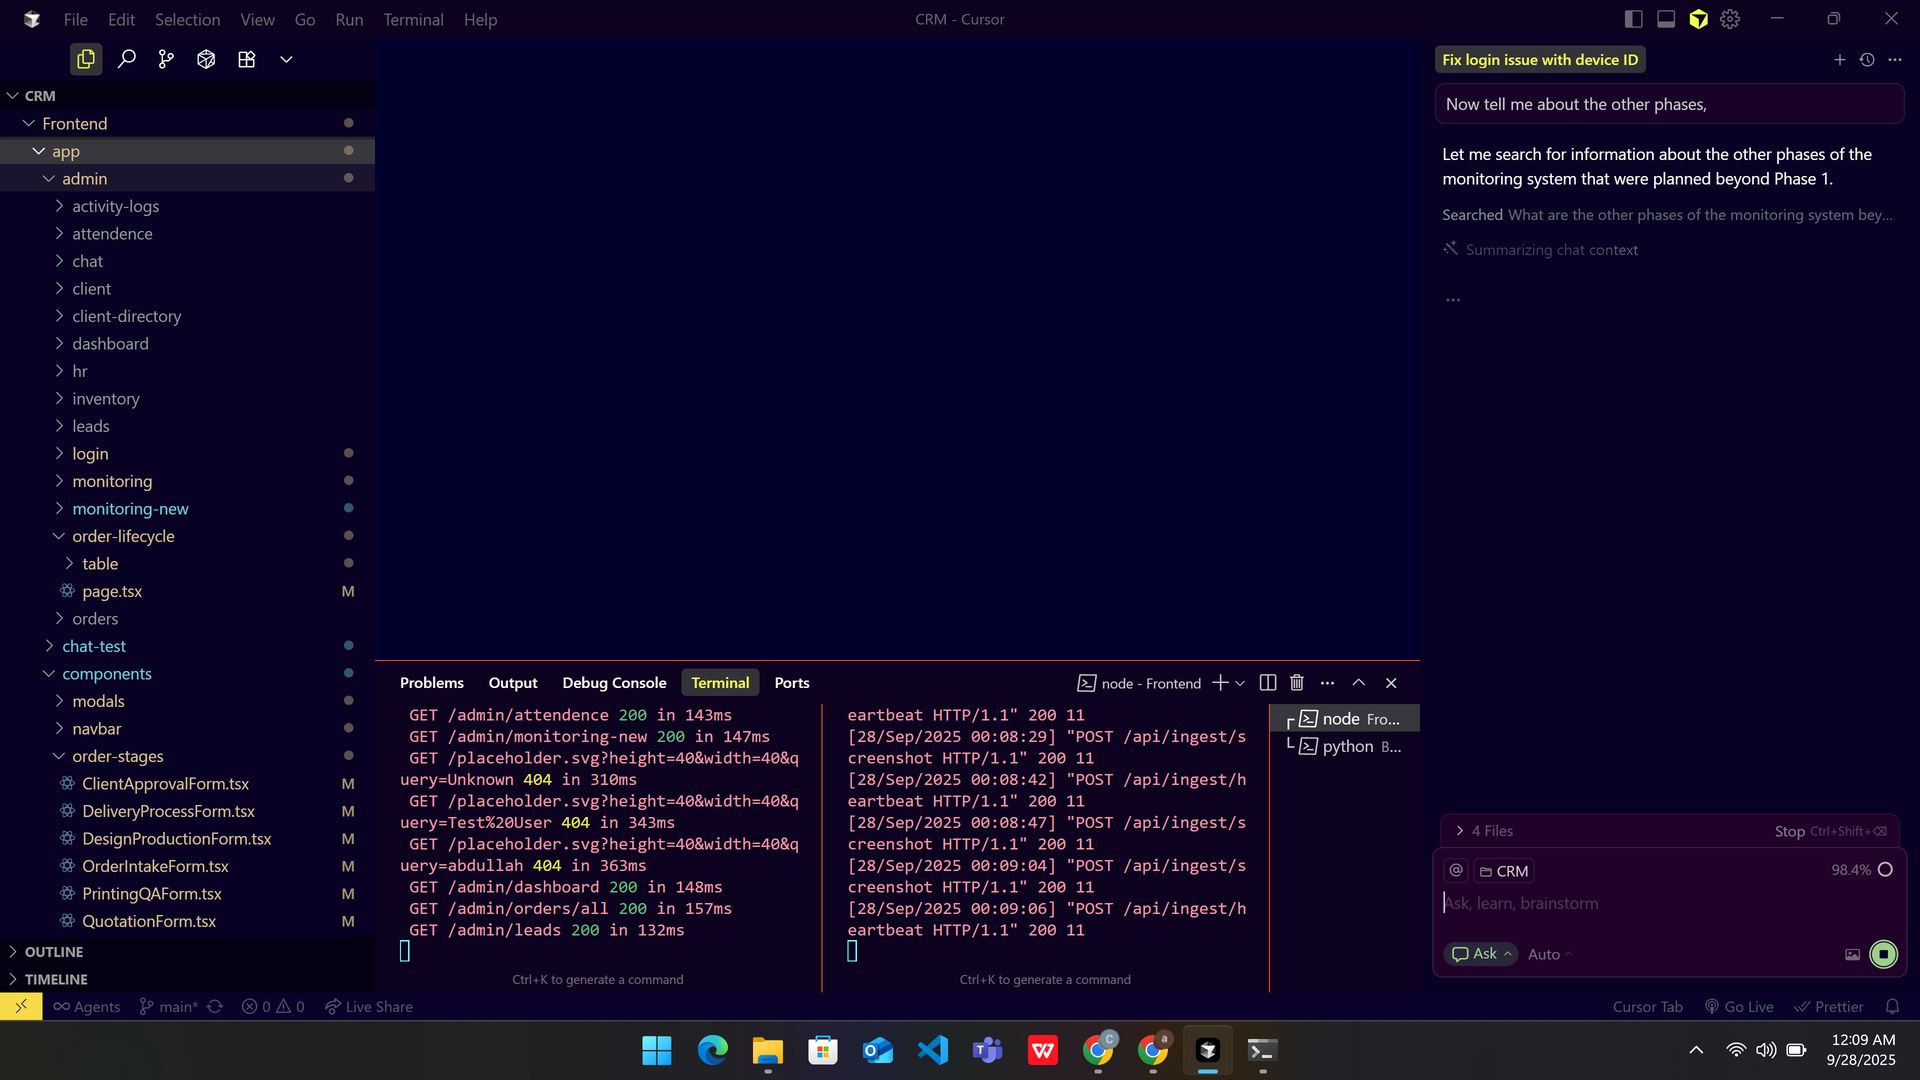 File Edit Selection View Go Run Terminal Help
CRM - Cursor
CRM
Frontend
app
admin
activity-logs
attendence
chat
client
client-directory
dashboard
hr
inventory
leads
login
monitoring
monitoring-new
order-lifecycle
table
page.tsx M
orders
chat-test
components
modals
navbar
order-stages
ClientApprovalForm.tsx M
DeliveryProcessForm.tsx M
DesignProductionForm.tsx M
OrderIntakeForm.tsx M
PrintingQAForm.tsx M
QuotationForm.tsx M
OUTLINE
TIMELINE
Problems Output Debug Console Terminal Ports
node - Frontend
GET /admin/attendence 200 in 143ms
GET /admin/monitoring-new 200 in 147ms
GET /placeholder.svg?height=40&width=40&q
uery=Unknown 404 in 310ms
GET /placeholder.svg?height=40&width=40&q
uery=Test%20User 404 in 343ms
GET /placeholder.svg?height=40&width=40&q
uery=abdullah 404 in 363ms
GET /admin/dashboard 200 in 148ms
GET /admin/orders/all 200 in 157ms
GET /admin/leads 200 in 132ms
Ctrl+K to generate a command
eartbeat HTTP/1.1" 200 11
[28/Sep/2025 00:08:29] "POST /api/ingest/s
creenshot HTTP/1.1" 200 11
[28/Sep/2025 00:08:42] "POST /api/ingest/h
eartbeat HTTP/1.1" 200 11
[28/Sep/2025 00:08:47] "POST /api/ingest/s
creenshot HTTP/1.1" 200 11
[28/Sep/2025 00:09:04] "POST /api/ingest/s
creenshot HTTP/1.1" 200 11
[28/Sep/2025 00:09:06] "POST /api/ingest/h
eartbeat HTTP/1.1" 200 11
Ctrl+K to generate a command
node Fro...
python B...
Fix login issue with device ID
Now tell me about the other phases,
Let me search for information about the other phases of the
monitoring system that were planned beyond Phase 1.
Searched What are the other phases of the monitoring system bey...
Summarizing chat context
...
4 Files Stop Ctrl+Shift+⌫
@ CRM 98.4%
Ask, learn, brainstorm
Ask Auto
Agents main* 0 0 Live Share
Cursor Tab Go Live Prettier
12:09 AM
9/28/2025